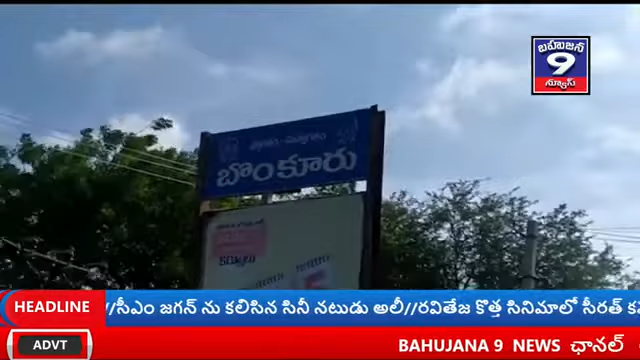 బహుజన
9
న్యూస్
బొంకూరు
HEADLINE
//సీఎం జగన్ ను కలిసిన సినీ నటుడు అలీ//రవితేజ కొత్త సినిమాలో సీరత్ క
ADVT
BAHUJANA 9 NEWS ఛానల్